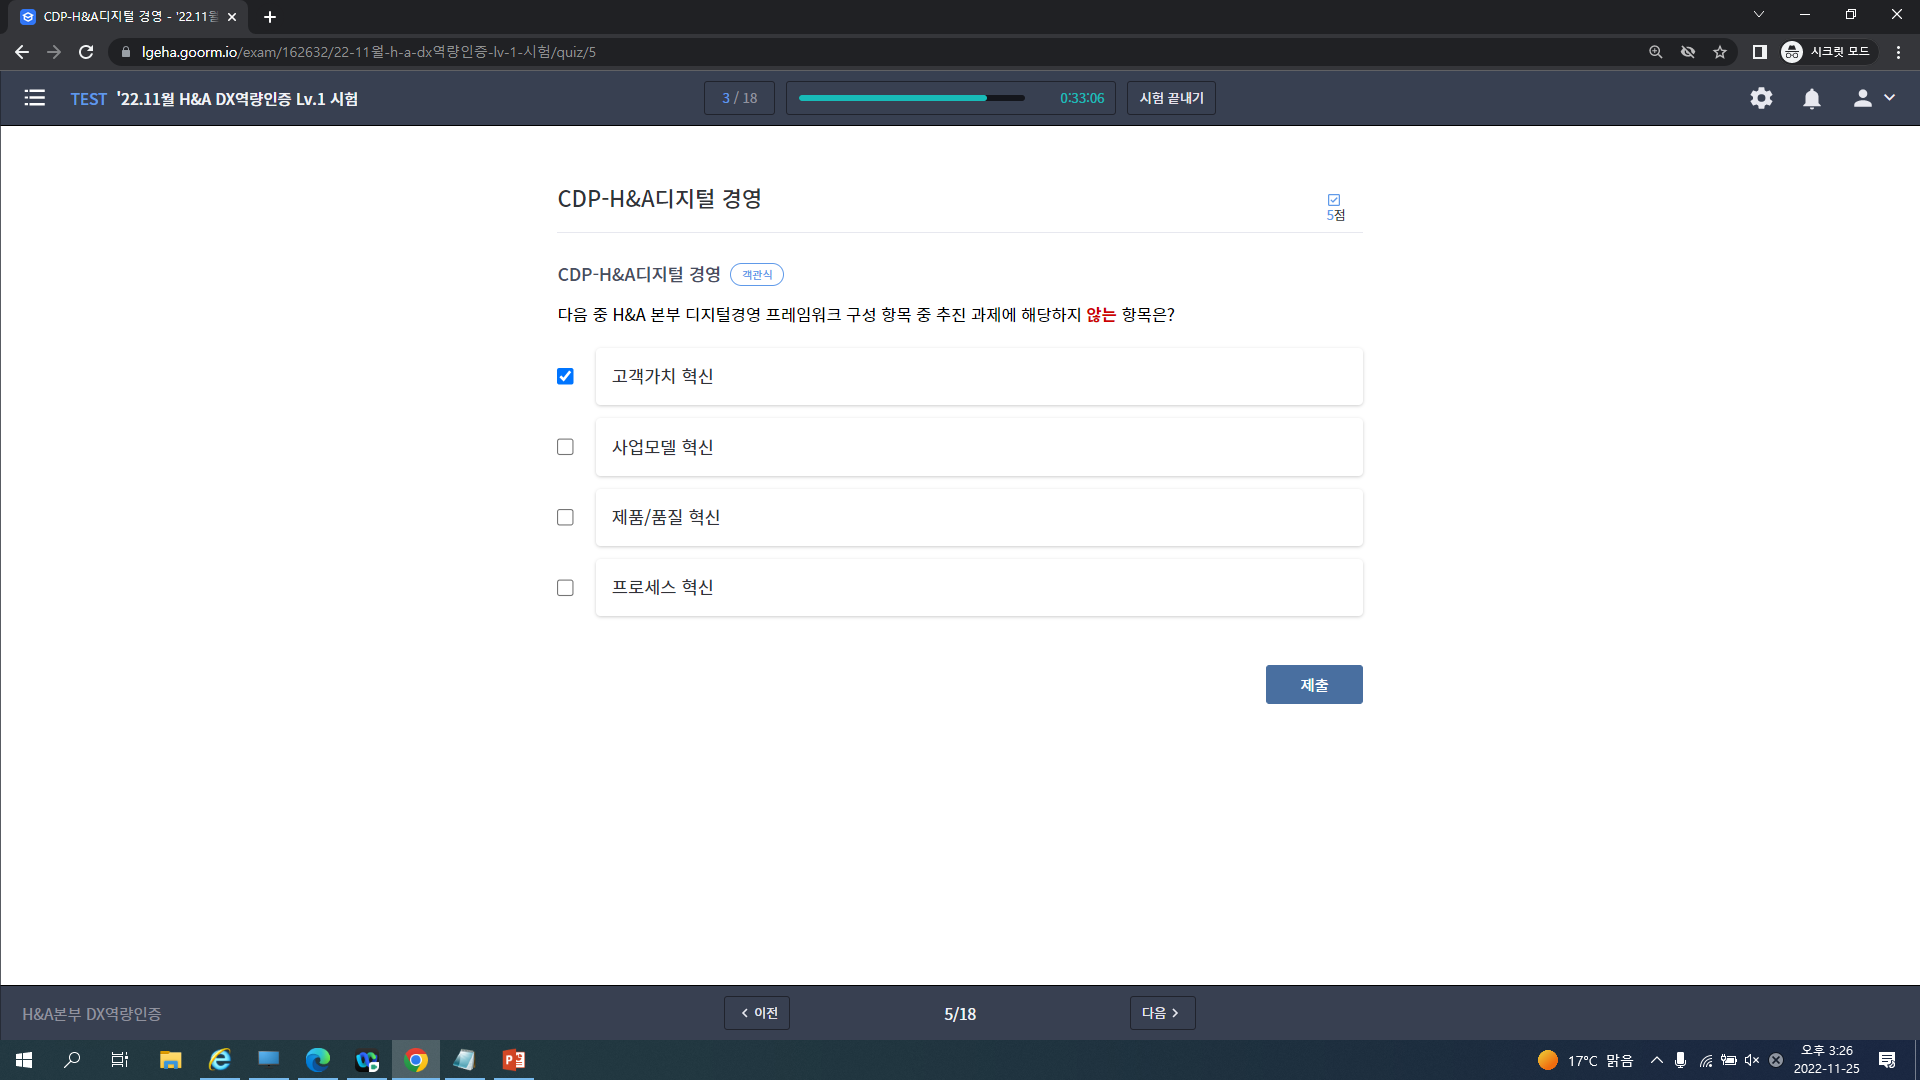 CDP-H&A디지털 경영 - '22.11월
lgeha.goorm.io/exam/162632/22-11월-h-a-dx역량인증-lv-1-시험/quiz/5
시크릿 모드
TEST '22.11월 H&A DX역량인증 Lv.1 시험
3 / 18
0:33:06
시험 끝내기
CDP-H&A디지털 경영
5점
CDP-H&A디지털 경영 객관식
다음 중 H&A 본부 디지털경영 프레임워크 구성 항목 중 추진 과제에 해당하지 않는 항목은?
고객가치 혁신
사업모델 혁신
제품/품질 혁신
프로세스 혁신
제출
H&A본부 DX역량인증
이전
5/18
다음
17°C 맑음
오후 3:26
2022-11-25